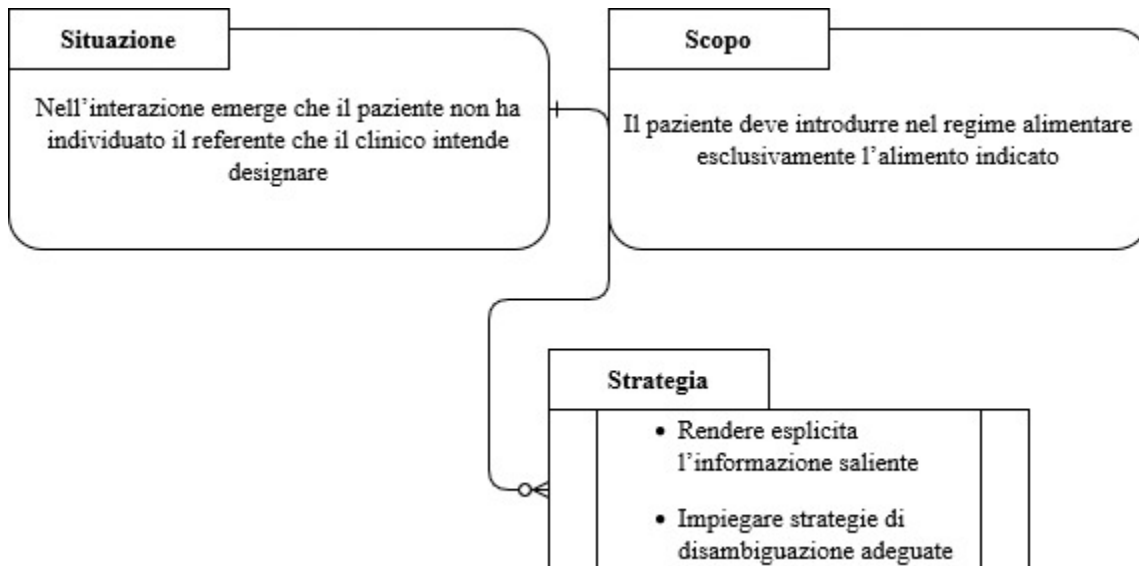 Situazione
Nell'interazione emerge che il paziente non ha
individuato il referente che il clinico intende
designare
Scopo
Il paziente deve introdurre nel regime alimentare
esclusivamente l'alimento indicato
Strategia
• Rendere esplicita
l'informazione saliente
• Impiegare strategie di
disambiguazione adeguate